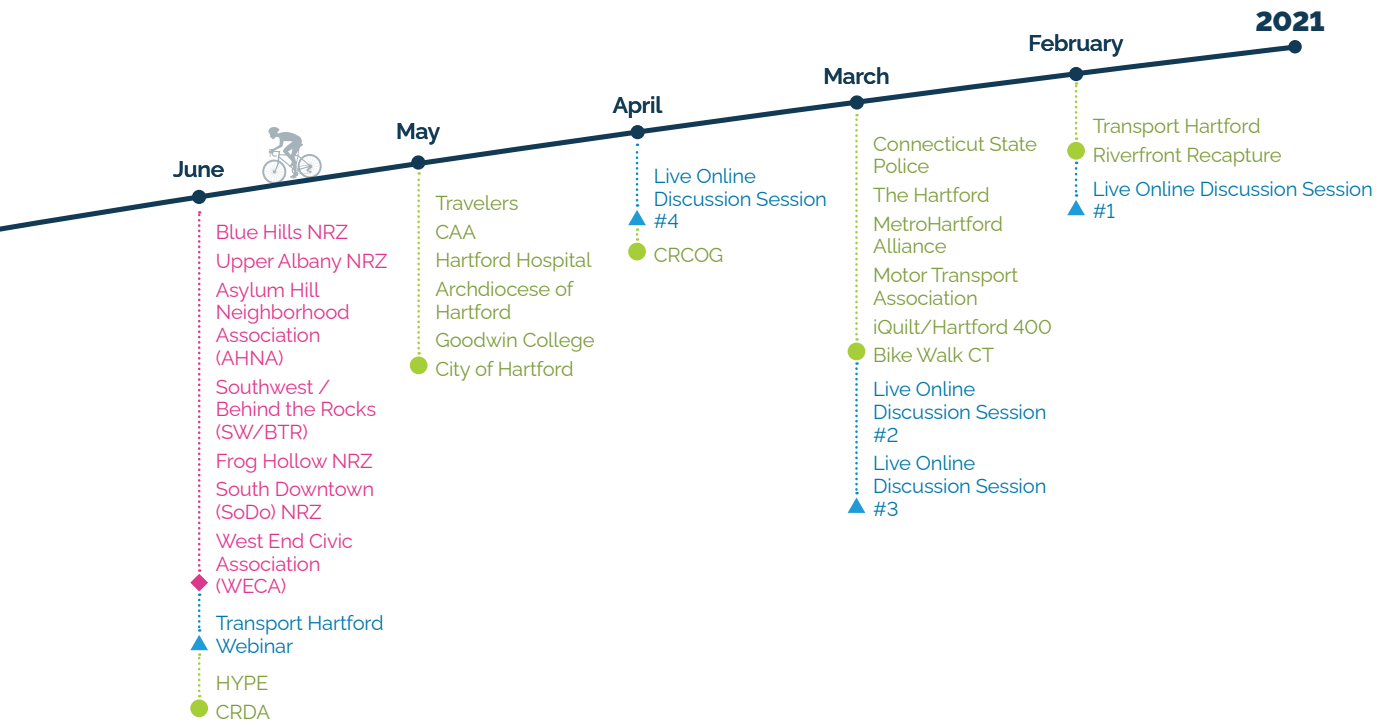 2021
February
Transport Hartford
Riverfront Recapture
Live Online Discussion Session
#1
March
Connecticut State
Police
The Hartford
MetroHartford
Alliance
Motor Transport
Association
iQuilt/Hartford 400
Bike Walk CT
Live Online
Discussion Session
#2
Live Online
Discussion Session
#3
April
Live Online
Discussion Session
#4
CRCOG
May
Travelers
CAA
Hartford Hospital
Archdiocese of
Hartford
Goodwin College
City of Hartford
June
Blue Hills NRZ
Upper Albany NRZ
Asylum Hill
Neighborhood
Association
(AHNA)
Southwest /
Behind the Rocks
(SW/BTR)
Frog Hollow NRZ
South Downtown
(SoDo) NRZ
West End Civic
Association
(WECA)
Transport Hartford
Webinar
HYPE
CRDA